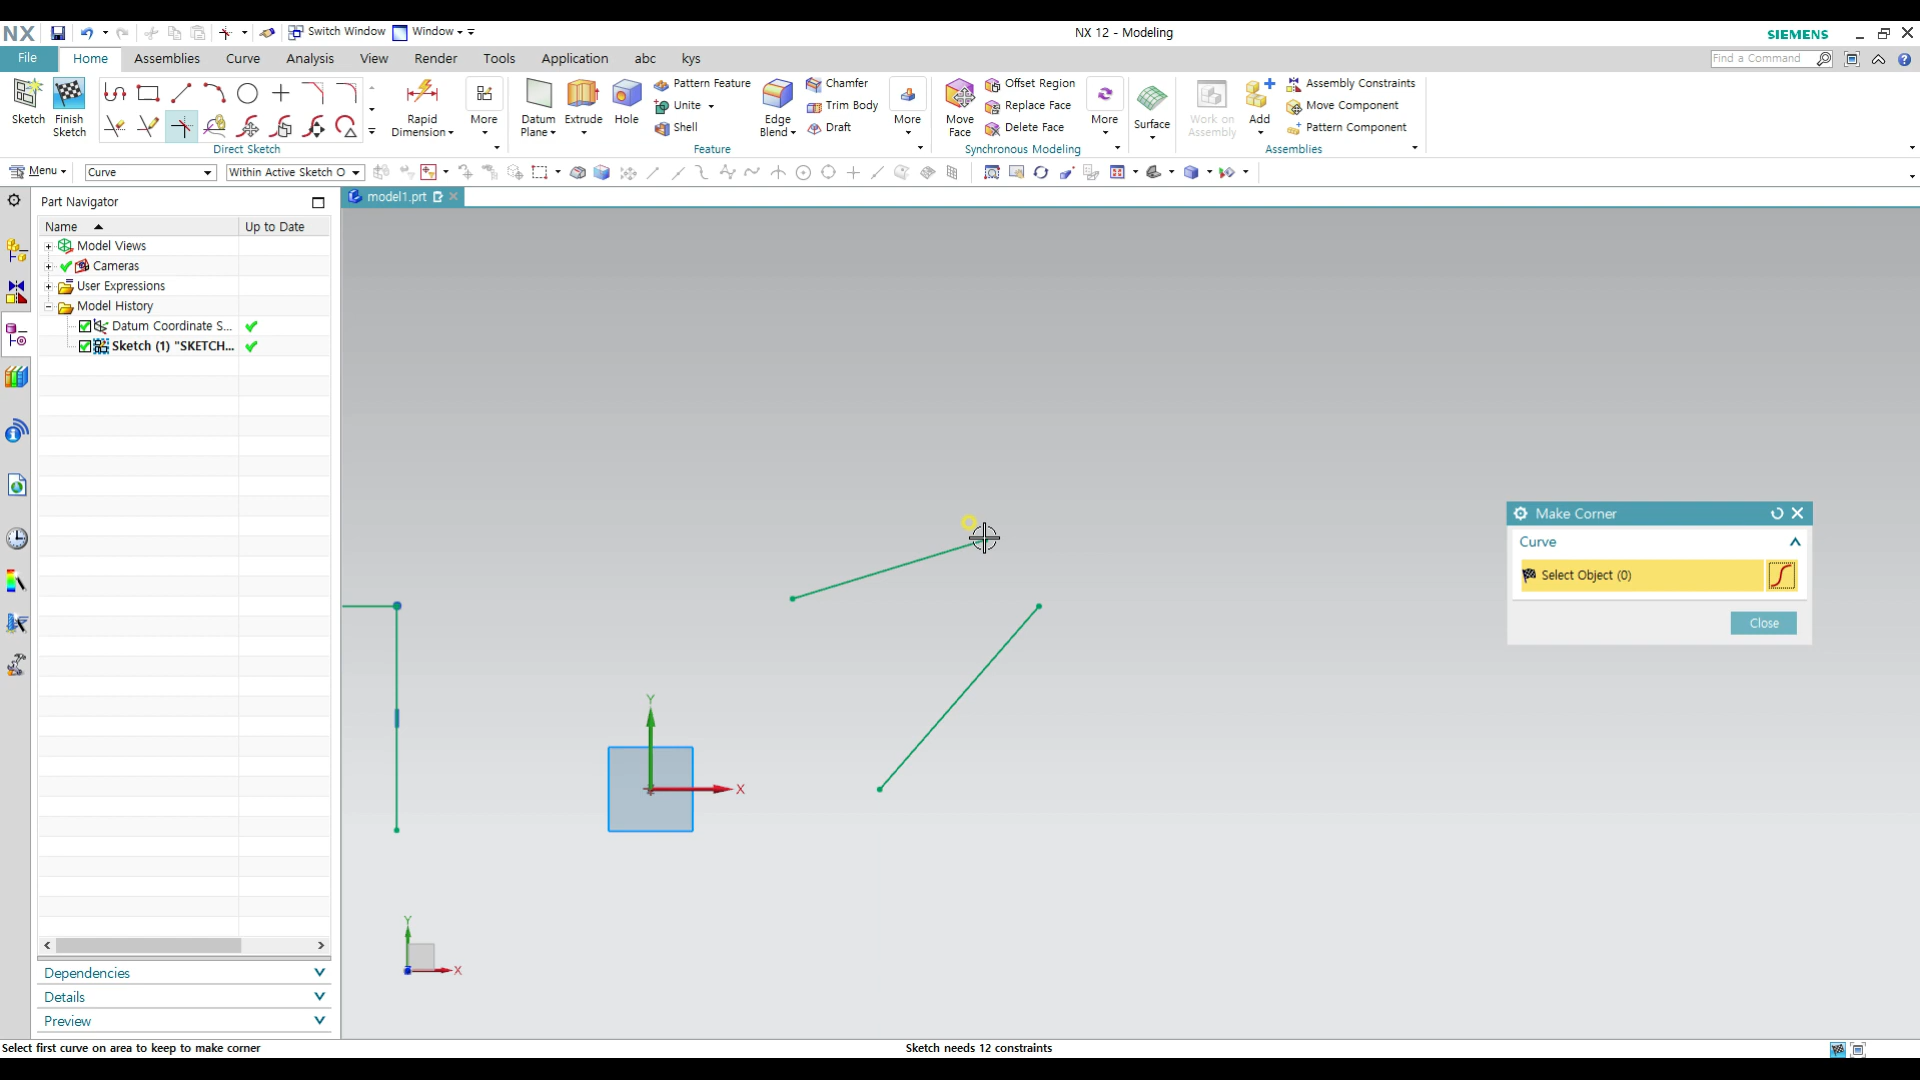 NX
Switch Window
Window
NX 12 - Modeling
SIEMENS
File
Home
Assemblies
Curve
Analysis
View
Render
Tools
Application
abc
kys
Find a Command
Sketch
Finish Sketch
Direct Sketch
Rapid Dimension
More
Datum Plane
Extrude
Hole
Pattern Feature
Unite
Shell
Edge Blend
Chamfer
Trim Body
Draft
More
Feature
Move Face
Offset Region
Replace Face
Delete Face
More
Synchronous Modeling
Surface
Work on Assembly
Add
Assembly Constraints
Move Component
Pattern Component
Assemblies
Menu
Curve
Within Active Sketch O
Part Navigator
model1.prt
Name
Up to Date
Model Views
Cameras
User Expressions
Model History
Datum Coordinate S...
Sketch (1) "SKETCH...
Make Corner
Curve
Select Object (0)
Close
Y
X
Y
X
Dependencies
Details
Preview
Select first curve on area to keep to make corner
Sketch needs 12 constraints